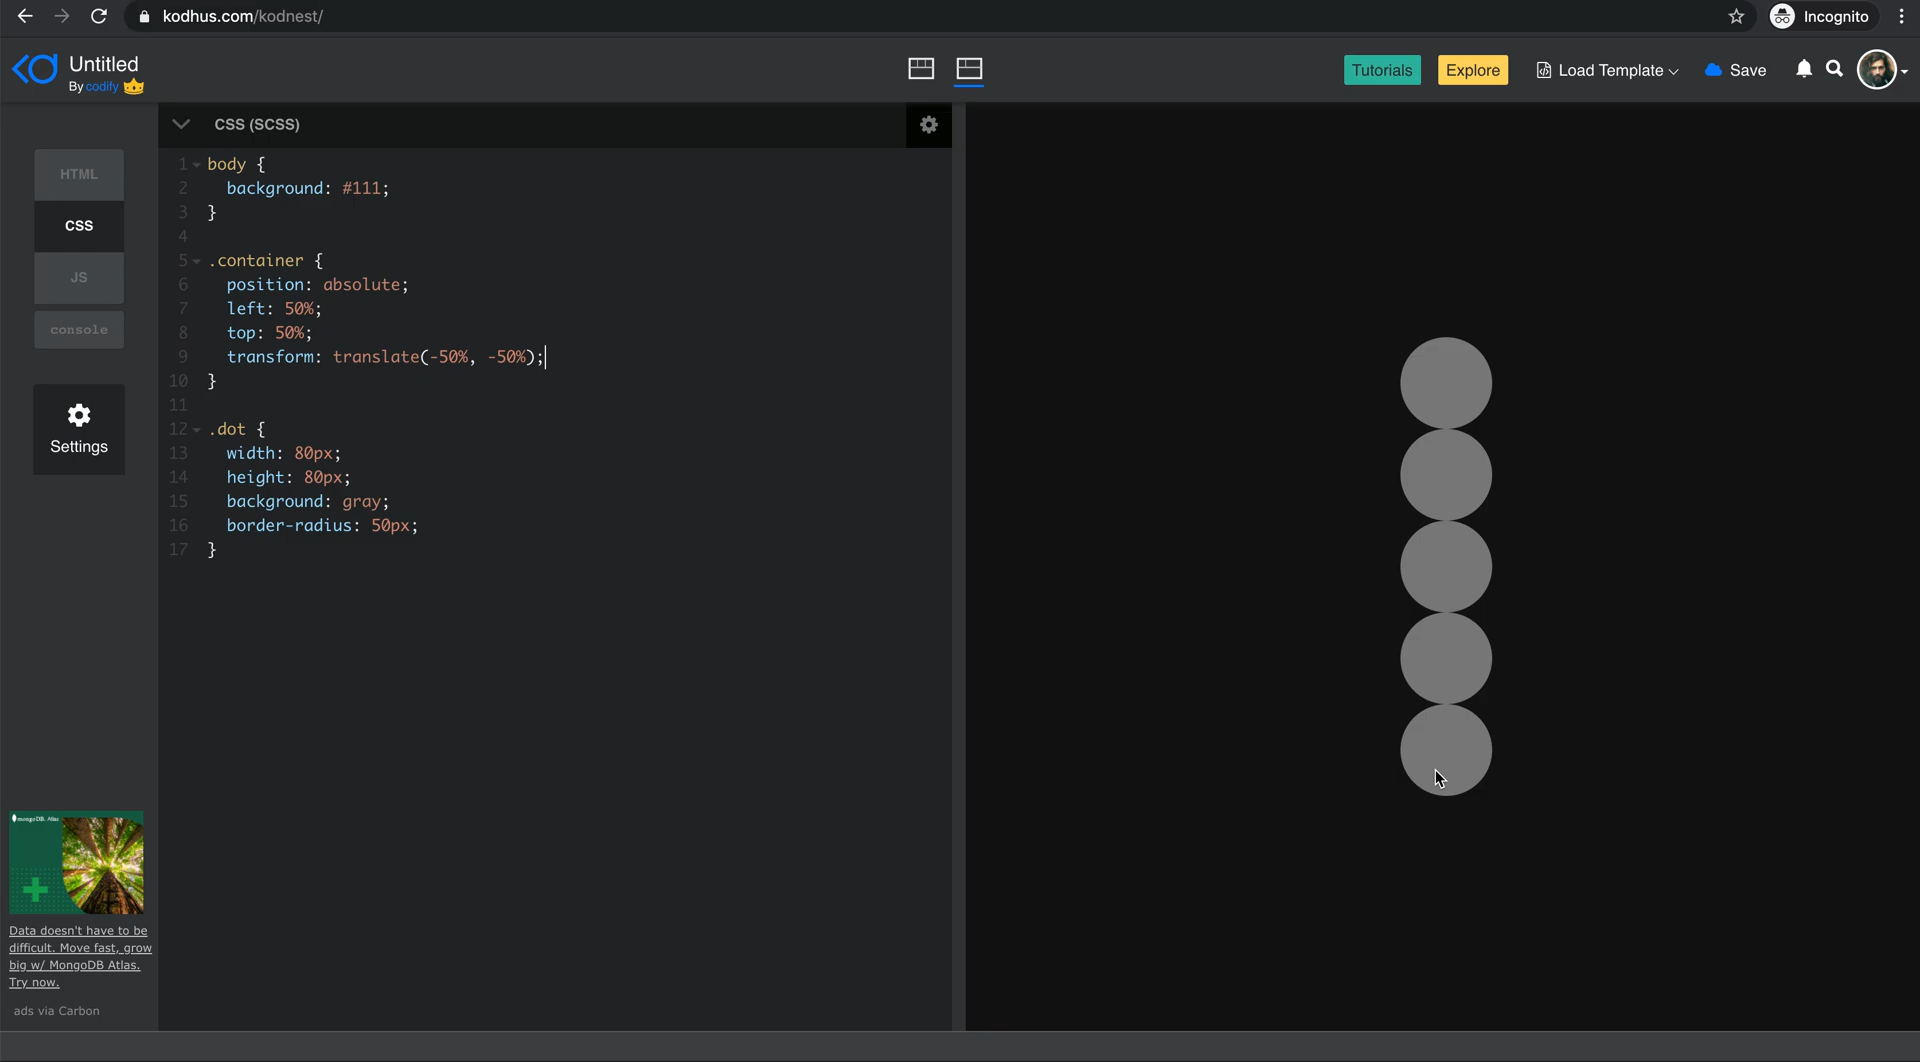 kodhus.com/kodnest/
Incognito
Untitled
By codify
Tutorials
Explore
Load Template
Save
HTML
CSS
JS
console
Settings
CSS (SCSS)
1 body {
2 background: #111;
3 }
4
5 .container {
6 position: absolute;
7 left: 50%;
8 top: 50%;
9 transform: translate(-50%, -50%);
10 }
11
12 .dot {
13 width: 80px;
14 height: 80px;
15 background: gray;
16 border-radius: 50px;
17 }
mongoDB. Atlas
Data doesn't have to be
difficult. Move fast, grow
big w/ MongoDB Atlas.
Try now.
ads via Carbon